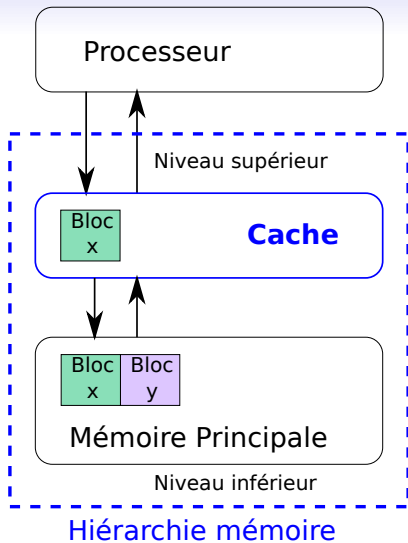 Processeur
Niveau supérieur
Bloc
x
Cache
Bloc Bloc
x y
Mémoire Principale
Niveau inférieur
Hiérarchie mémoire